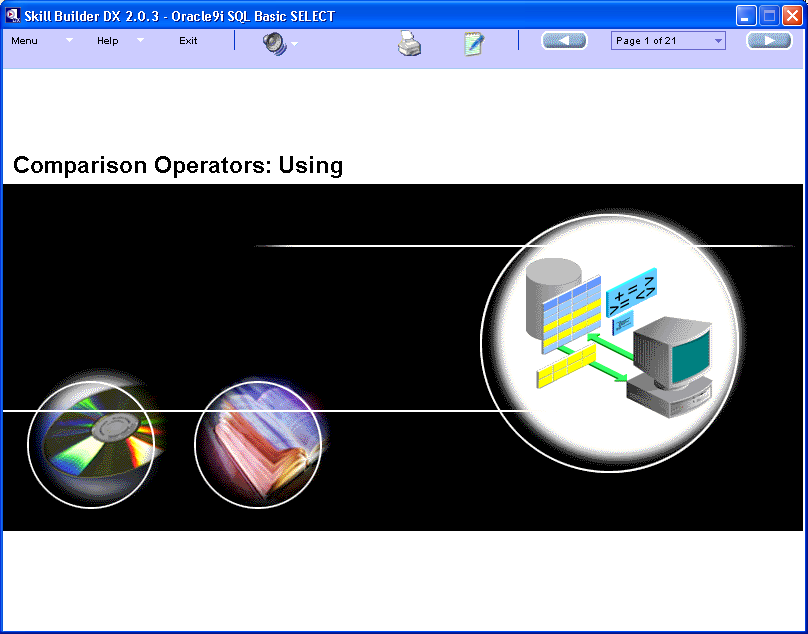 Skill Builder DX 2.0.3 - Oracle9i SQL Basic SELECT
Menu Help Exit Page 1 of 21
Comparison Operators: Using
+ = >
>= <>